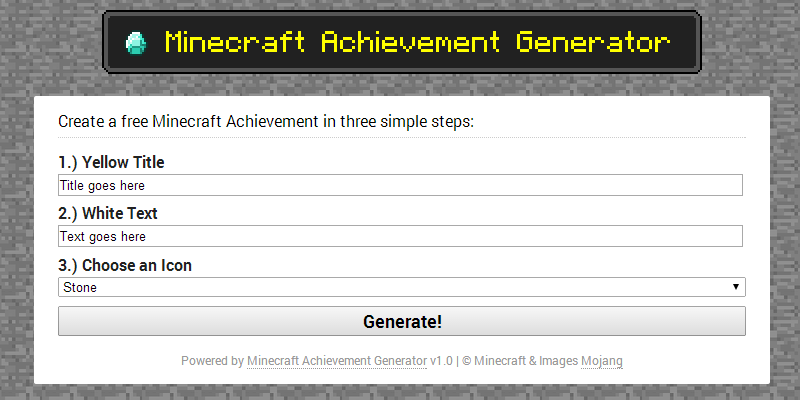 Minecraft Achievement Generator
Create a free Minecraft Achievement in three simple steps:
1.) Yellow Title
Title goes here
2.) White Text
Text goes here
3.) Choose an Icon
Stone
Generate!
Powered by Minecraft Achievement Generator v1.0 | © Minecraft & Images Mojang